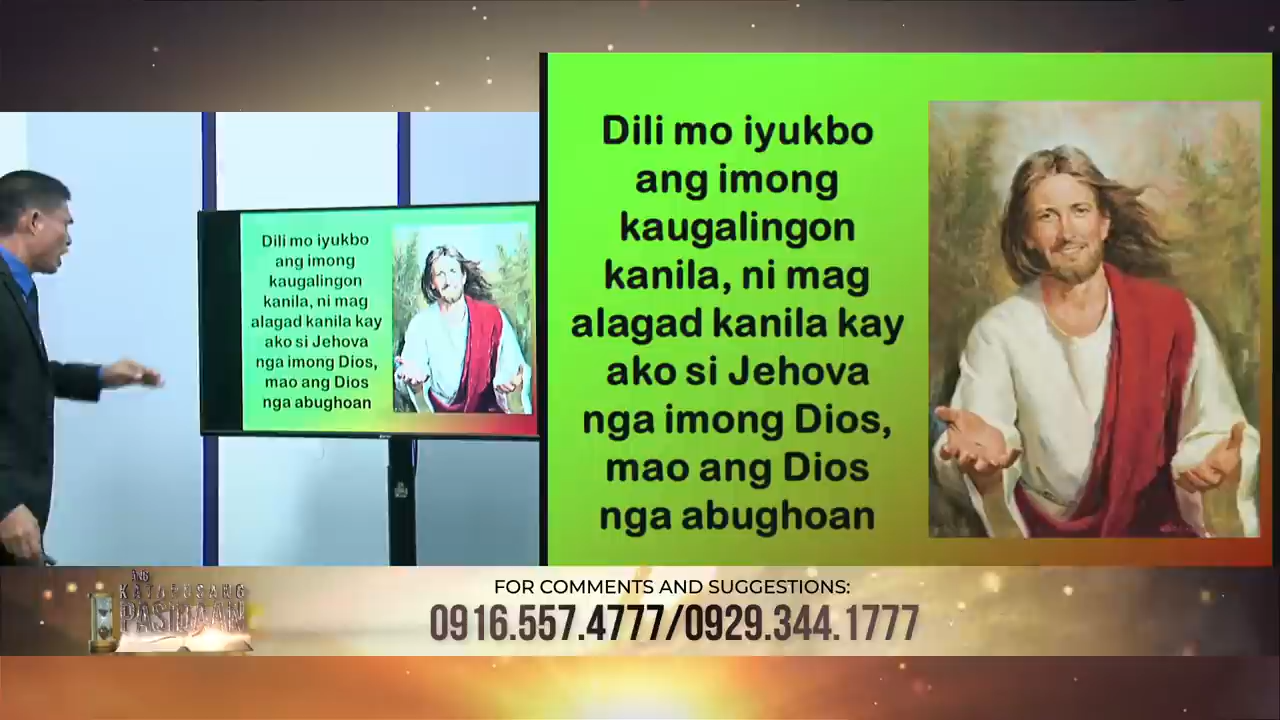 Dili mo iyukbo
ang imong
kaugalingon
kanila, ni mag
alagad kanila kay
ako si Jehova
nga imong Dios,
mao ang Dios
nga abughoan
Dili mo iyukbo
ang imong
kaugalingon
kanila, ni mag
alagad kanila kay
ako si Jehova
nga imong Dios,
mao ang Dios
nga abughoan
ANG
KATAPUSANG
PASIDAAN
FOR COMMENTS AND SUGGESTIONS:
0916.557.4777/0929.344.1777